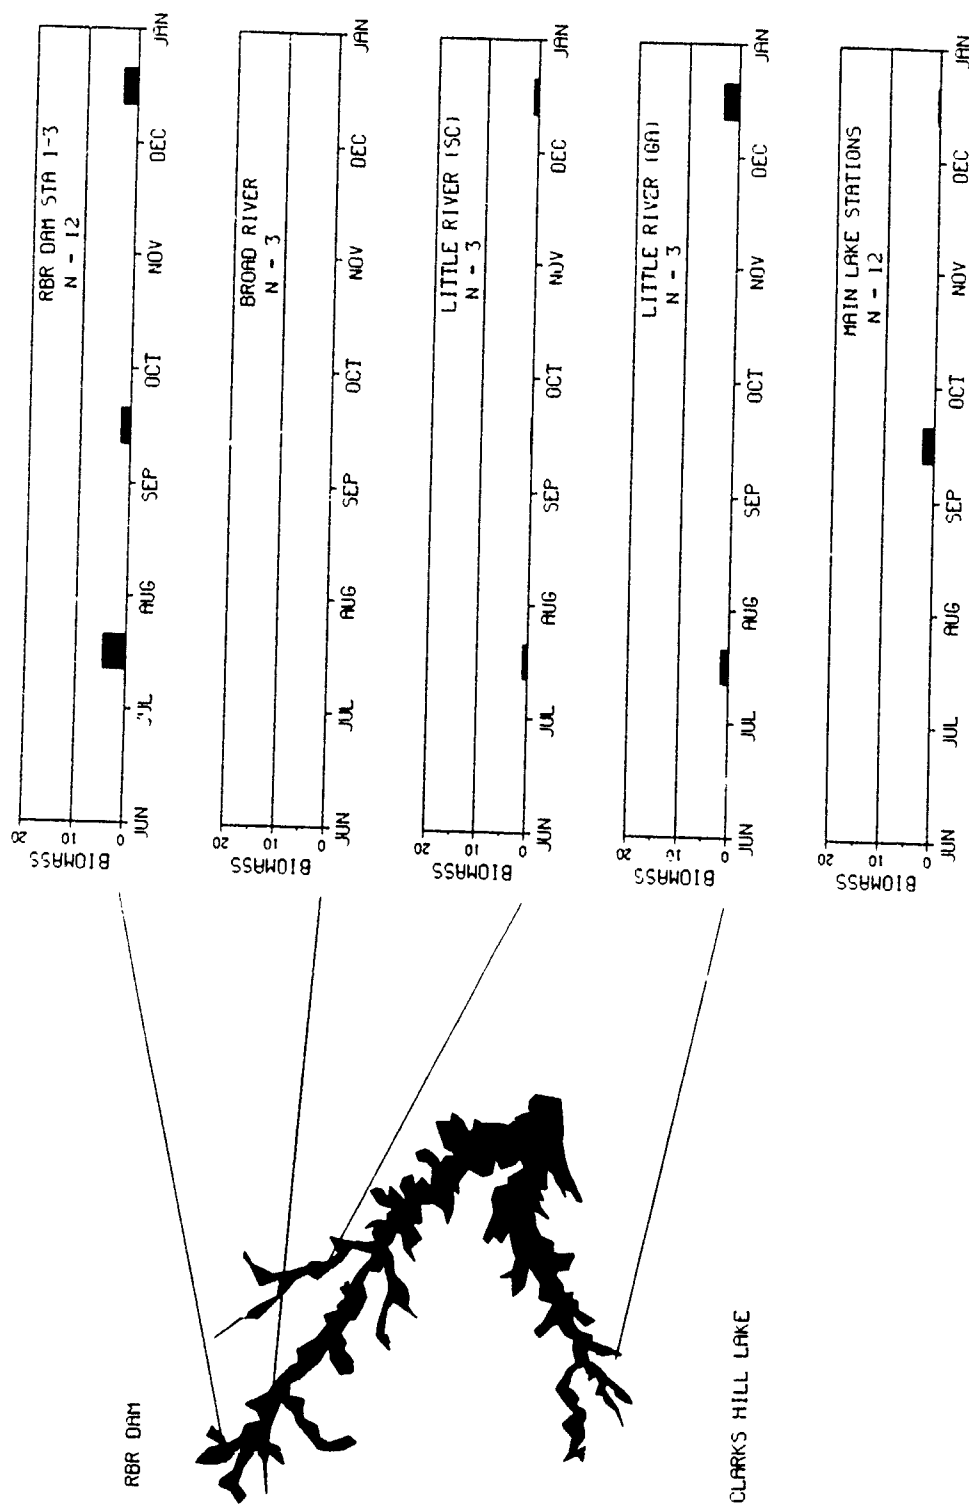 RBR DAM STA 1-3
N - 12
20
10
0
BIOMASS
JUN
AUG
SEP
OCT
NOV
DEC
JAN
BROAD RIVER
N - 3
20
10
0
BIOMASS
JUN
JUL
AUG
SEP
OCT
NOV
DEC
JAN
LITTLE RIVER (SC)
N - 3
20
10
0
BIOMASS
JUN
JUL
AUG
SEP
OCT
NOV
DEC
JAN
LITTLE RIVER (GA)
N - 3
20
0
BIOMASS
JUN
JUL
AUG
SEP
OCT
NOV
DEC
JAN
MAIN LAKE STATIONS
N - 12
20
10
0
BIOMASS
JUN
JUL
AUG
SEP
OCT
NOV
DEC
JAN
RBR DAM
CLARKS HILL LAKE